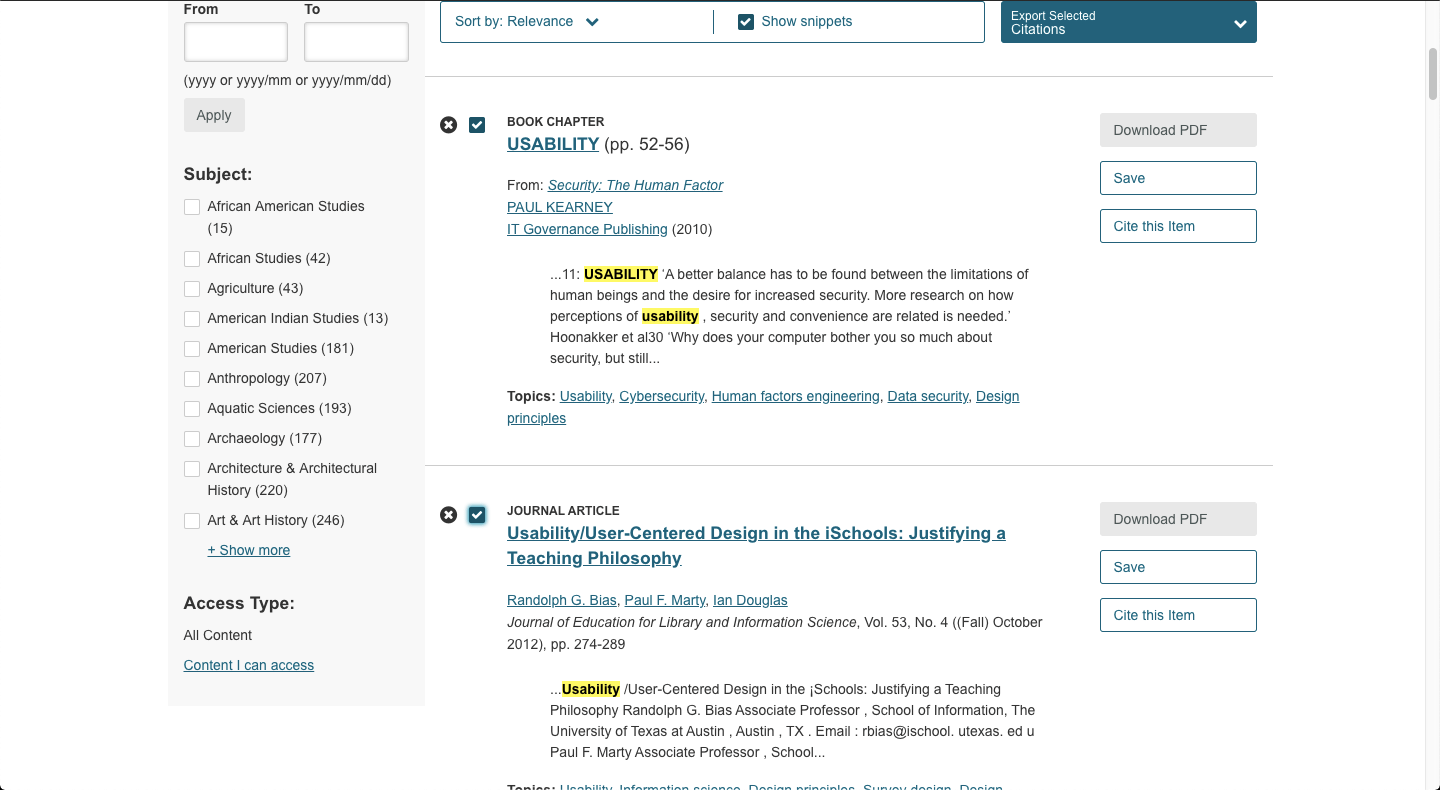 From
To
(yyyy or yyyy/mm or yyyy/mm/dd)
Apply
Subject:
African American Studies
(15)
African Studies (42)
Agriculture (43)
American Indian Studies (13)
American Studies (181)
Anthropology (207)
Aquatic Sciences (193)
Archaeology (177)
Architecture & Architectural
History (220)
Art & Art History (246)
+ Show more
Access Type:
All Content
Content I can access
Sort by: Relevance
Show snippets
Export Selected
Citations
BOOK CHAPTER
USABILITY (pp. 52-56)
From: Security: The Human Factor
PAUL KEARNEY
IT Governance Publishing (2010)
...11: USABILITY ‘A better balance has to be found between the limitations of
human beings and the desire for increased security. More research on how
perceptions of usability , security and convenience are related is needed.’
Hoonakker et al30 ‘Why does your computer bother you so much about
security, but still...
Topics: Usability, Cybersecurity, Human factors engineering, Data security, Design
principles
Download PDF
Save
Cite this Item
JOURNAL ARTICLE
Usability/User-Centered Design in the iSchools: Justifying a
Teaching Philosophy
Randolph G. Bias, Paul F. Marty, Ian Douglas
Journal of Education for Library and Information Science, Vol. 53, No. 4 ((Fall) October
2012), pp. 274-289
...Usability /User-Centered Design in the ¡Schools: Justifying a Teaching
Philosophy Randolph G. Bias Associate Professor , School of Information, The
University of Texas at Austin , Austin , TX . Email : rbias@ischool. utexas. ed u
Paul F. Marty Associate Professor , School...
Topics: Usability, Information science, Design principles, Survey design, Design
Download PDF
Save
Cite this Item